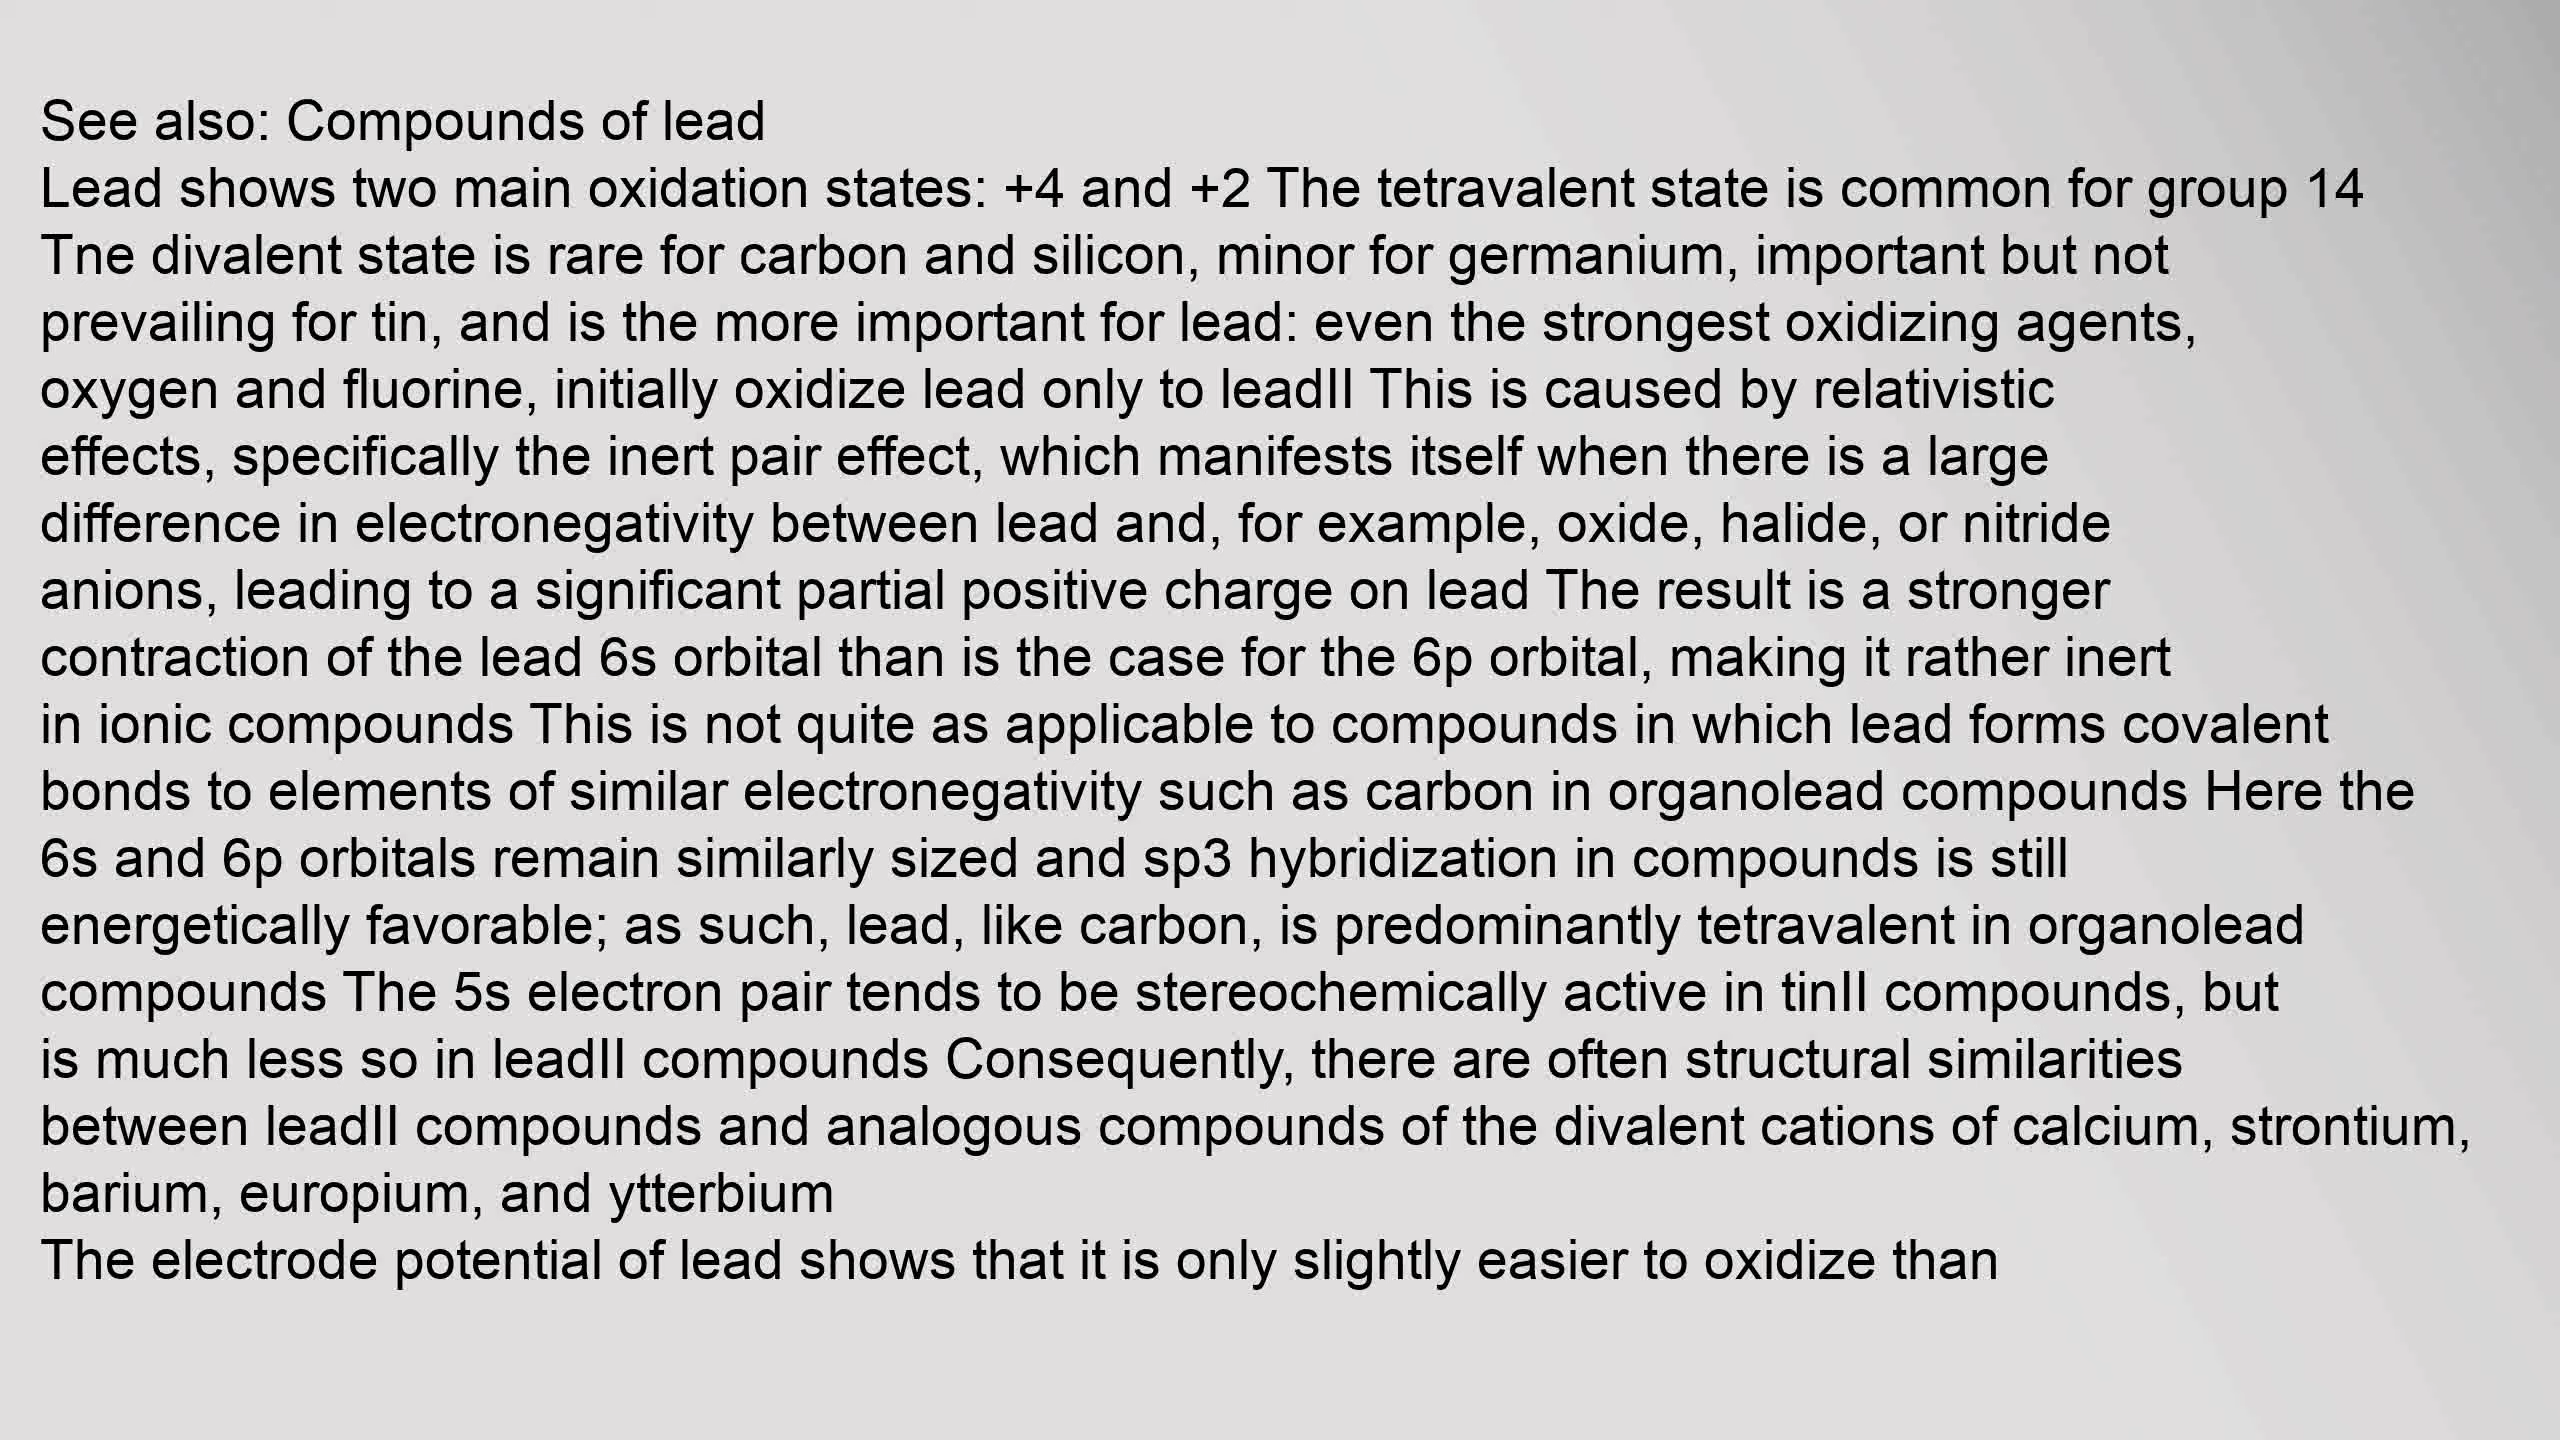 See also: Compounds of lead
Lead shows two main oxidation states: +4 and +2 The tetravalent state is common for group 14
Tne divalent state is rare for carbon and silicon, minor for germanium, important but not
prevailing for tin, and is the more important for lead: even the strongest oxidizing agents,
oxygen and fluorine, initially oxidize lead only to leadII This is caused by relativistic
effects, specifically the inert pair effect, which manifests itself when there is a large
difference in electronegativity between lead and, for example, oxide, halide, or nitride
anions, leading to a significant partial positive charge on lead The result is a stronger
contraction of the lead 6s orbital than is the case for the 6p orbital, making it rather inert
in ionic compounds This is not quite as applicable to compounds in which lead forms covalent
bonds to elements of similar electronegativity such as carbon in organolead compounds Here the
6s and 6p orbitals remain similarly sized and sp3 hybridization in compounds is still
energetically favorable; as such, lead, like carbon, is predominantly tetravalent in organolead
compounds The 5s electron pair tends to be stereochemically active in tinII compounds, but
is much less so in leadII compounds Consequently, there are often structural similarities
between leadII compounds and analogous compounds of the divalent cations of calcium, strontium,
barium, europium, and ytterbium
The electrode potential of lead shows that it is only slightly easier to oxidize than